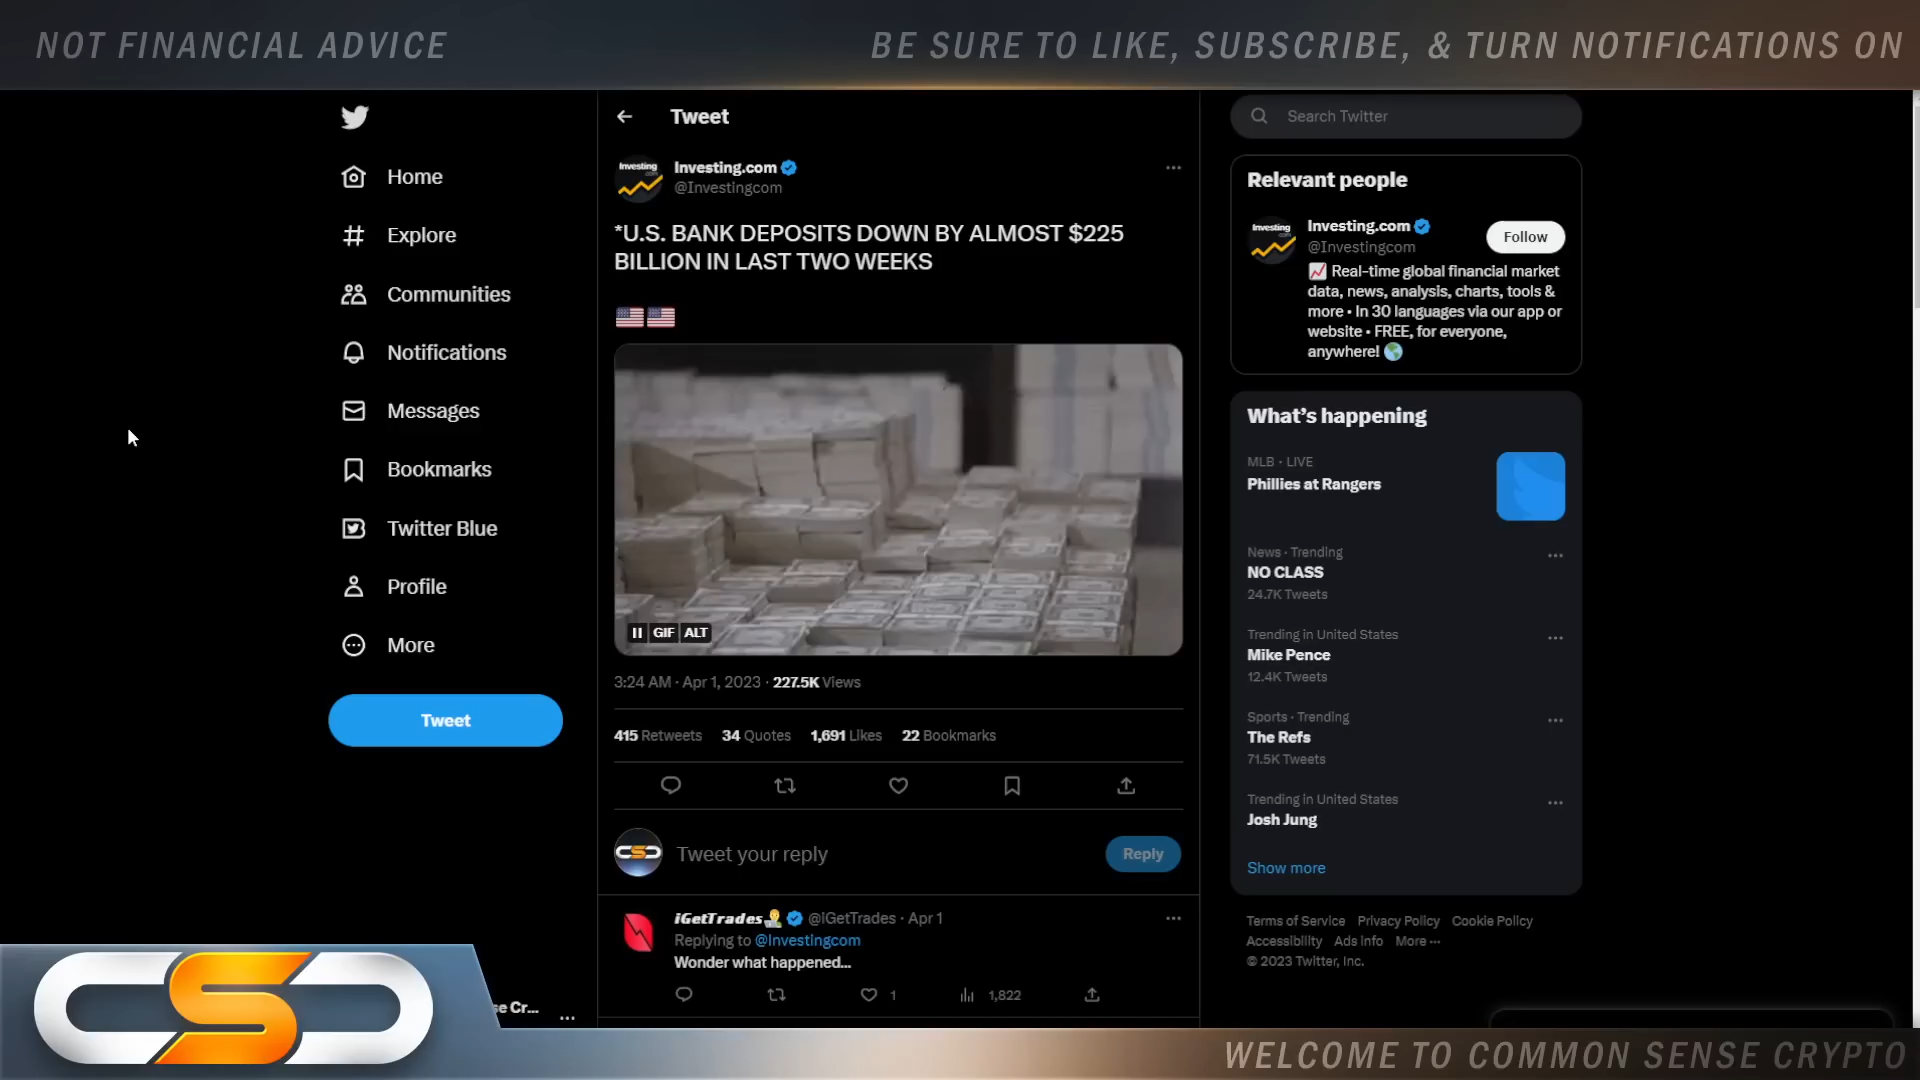 NOT FINANCIAL ADVICE
BE SURE TO LIKE, SUBSCRIBE, & TURN NOTIFICATIONS ON
Home
Explore
Communities
Notifications
Messages
Bookmarks
Twitter Blue
Profile
More
Tweet
se Cr...
Tweet
Investing.com
Investing.com
@Investingcom
*U.S. BANK DEPOSITS DOWN BY ALMOST $225
BILLION IN LAST TWO WEEKS
GIF ALT
3:24 AM · Apr 1, 2023 · 227.5K Views
415 Retweets 34 Quotes 1,691 Likes 22 Bookmarks
CSC
Tweet your reply
Reply
iGetTrades @iGetTrades · Apr 1
Replying to @Investingcom
Wonder what happened...
1
1,822
Search Twitter
Relevant people
Investing.com
Investing.com
@Investingcom
Follow
Real-time global financial market
data, news, analysis, charts, tools &
more • In 30 languages via our app or
website • FREE, for everyone,
anywhere!
What's happening
MLB · LIVE
Phillies at Rangers
News · Trending
NO CLASS
24.7K Tweets
Trending in United States
Mike Pence
12.4K Tweets
Sports · Trending
The Refs
71.5K Tweets
Trending in United States
Josh Jung
Show more
Terms of Service Privacy Policy Cookie Policy
Accessibility Ads info More ···
© 2023 Twitter, Inc.
CSC
WELCOME TO COMMON SENSE CRYPTO